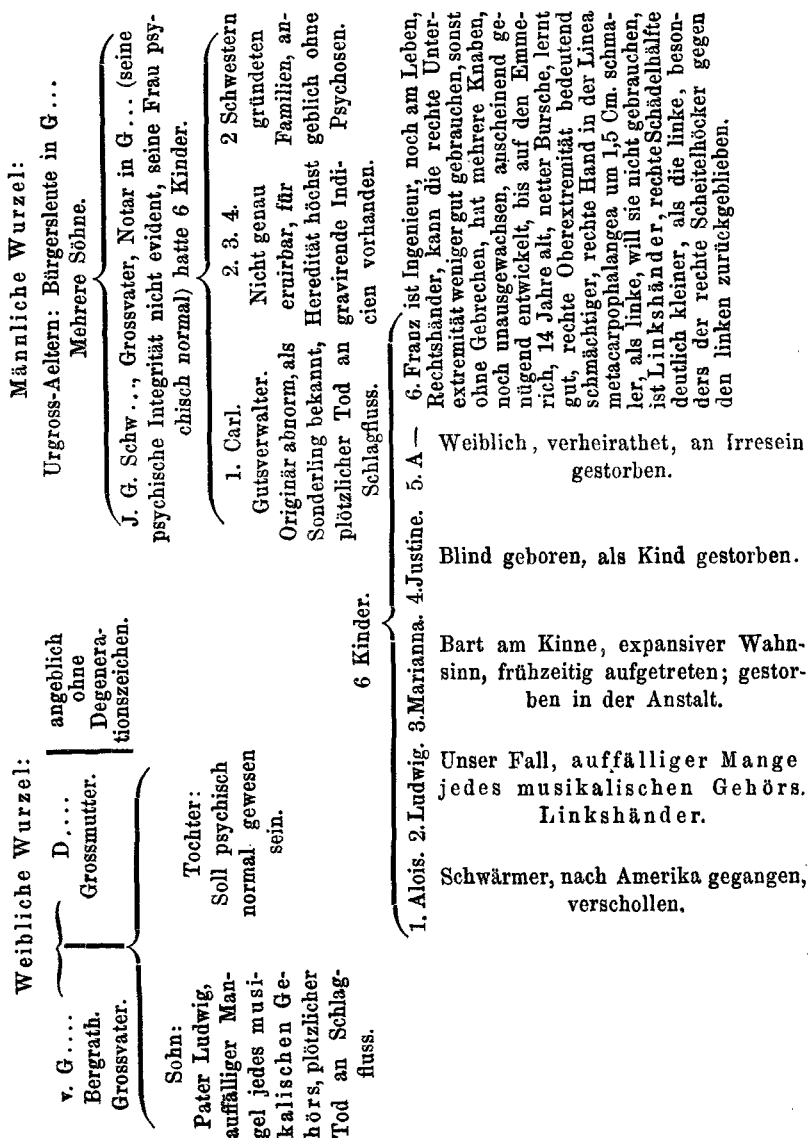 Weibliche Wurzel:
v. G....
Bergrath.
Grossvater.
D....
Grossmutter.
angeblich
ohne
Degenera-
tionszeichen.
Sohn:
Pater Ludwig,
auffälliger Man-
gel jedes musi-
kalischen Ge-
hörs, plötzlicher
Tod an Schlag-
fluss.
Tochter:
Soll psychisch
normal gewesen
sein.
Männliche Wurzel:
Urgross-Aeltern: Bürgersleute in G...
Mehrere Söhne.
J. G. Schw..., Grossvater, Notar in G... (seine
psychische Integrität nicht evident, seine Frau psy-
chisch normal) hatte 6 Kinder.
1. Carl.
Gutsverwalter.
Originär abnorm, als
Sonderling bekannt,
plötzlicher Tod an
Schlagfluss.
2. 3. 4.
Nicht genau
eruirbar, für
Heredität höchst
gravirende Indi-
cien vorhanden.
2 Schwestern
gründeten
Familien, an-
geblich ohne
Psychosen.
6 Kinder.
1. Alois.
Schwärmer, nach Amerika gegangen,
verschollen.
2. Ludwig.
Unser Fall, auffälliger Mange
jedes musikalischen Gehörs.
Linkshänder.
3. Marianna.
Bart am Kinne, expansiver Wahn-
sinn, frühzeitig aufgetreten; gestor-
ben in der Anstalt.
4. Justine.
Blind geboren, als Kind gestorben.
5. A —
Weiblich, verheirathet, an Irresein
gestorben.
6. Franz ist Ingenieur, noch am Leben,
Rechtshänder, kann die rechte Unter-
extremität weniger gut gebrauchen, sonst
ohne Gebrechen, hat mehrere Knaben,
noch unausgewachsen, anscheinend ge-
nügend entwickelt, bis auf den Emme-
rich, 14 Jahre alt, netter Bursche, lernt
gut, rechte Oberextremität bedeutend
schmächtiger, rechte Hand in der Linea
metacarpophalangea um 1,5 Cm. schma-
ler, als linke, will sie nicht gebrauchen,
ist Linkshänder, rechte Schädelhälfte
deutlich kleiner, als die linke, beson-
ders der rechte Scheitelhöcker gegen
den linken zurückgeblieben.